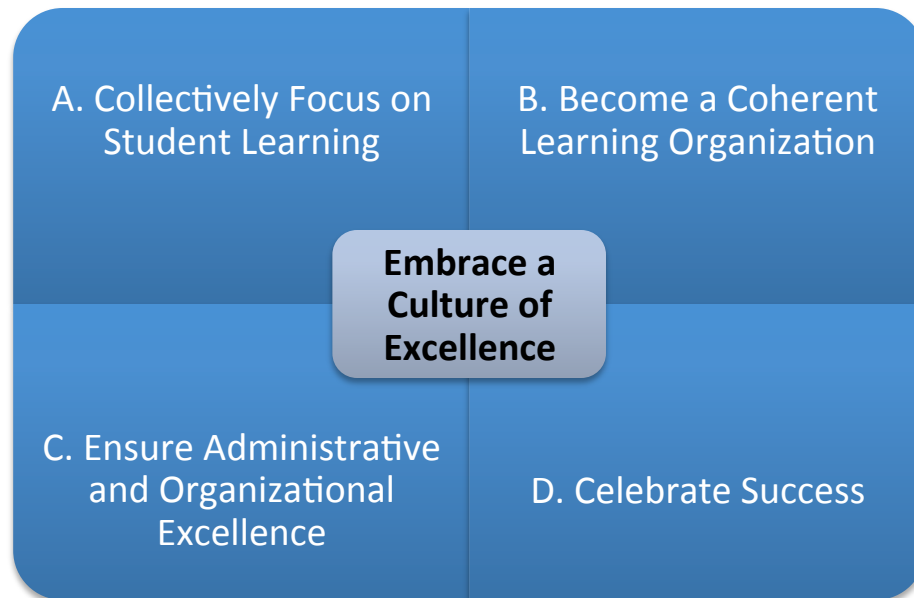 A. Collectively Focus on
Student Learning
B. Become a Coherent
Learning Organization
Embrace a
Culture of
Excellence
C. Ensure Administrative
and Organizational
Excellence
D. Celebrate Success